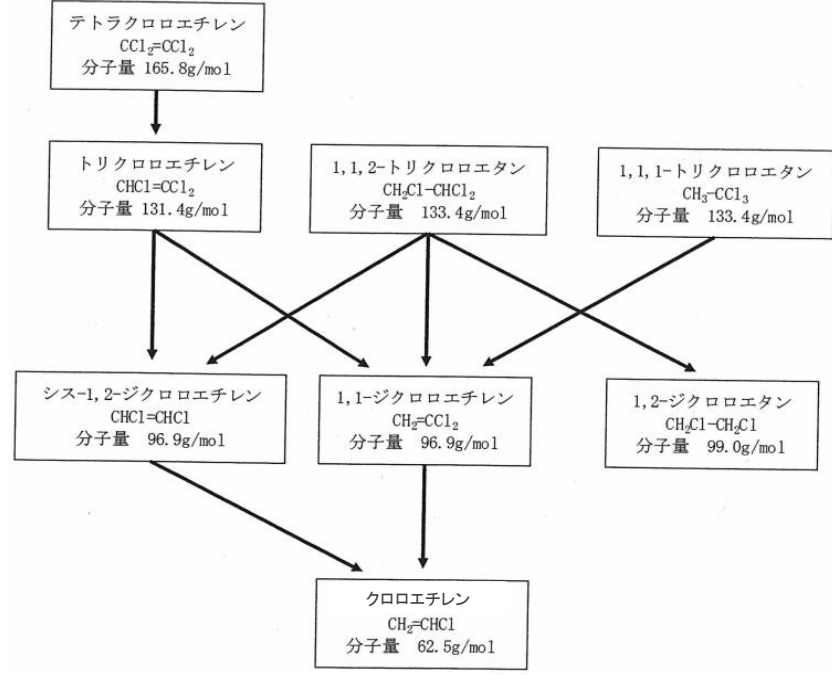 テトラクロロエチレン
CCl₂=CCl₂
分子量 165.8g/mol
トリクロロエチレン
CHCl=CCl₂
分子量 131.4g/mol
1,1,2-トリクロロエタン
CH₂Cl-CHCl₂
分子量 133.4g/mol
1,1,1-トリクロロエタン
CH₃-CCl₃
分子量 133.4g/mol
シス-1,2-ジクロロエチレン
CHCl=CHCl
分子量 96.9g/mol
1,1-ジクロロエチレン
CH₂=CCl₂
分子量 96.9g/mol
1,2-ジクロロエタン
CH₂Cl-CH₂Cl
分子量 99.0g/mol
クロロエチレン
CH₂=CHCl
分子量 62.5g/mol